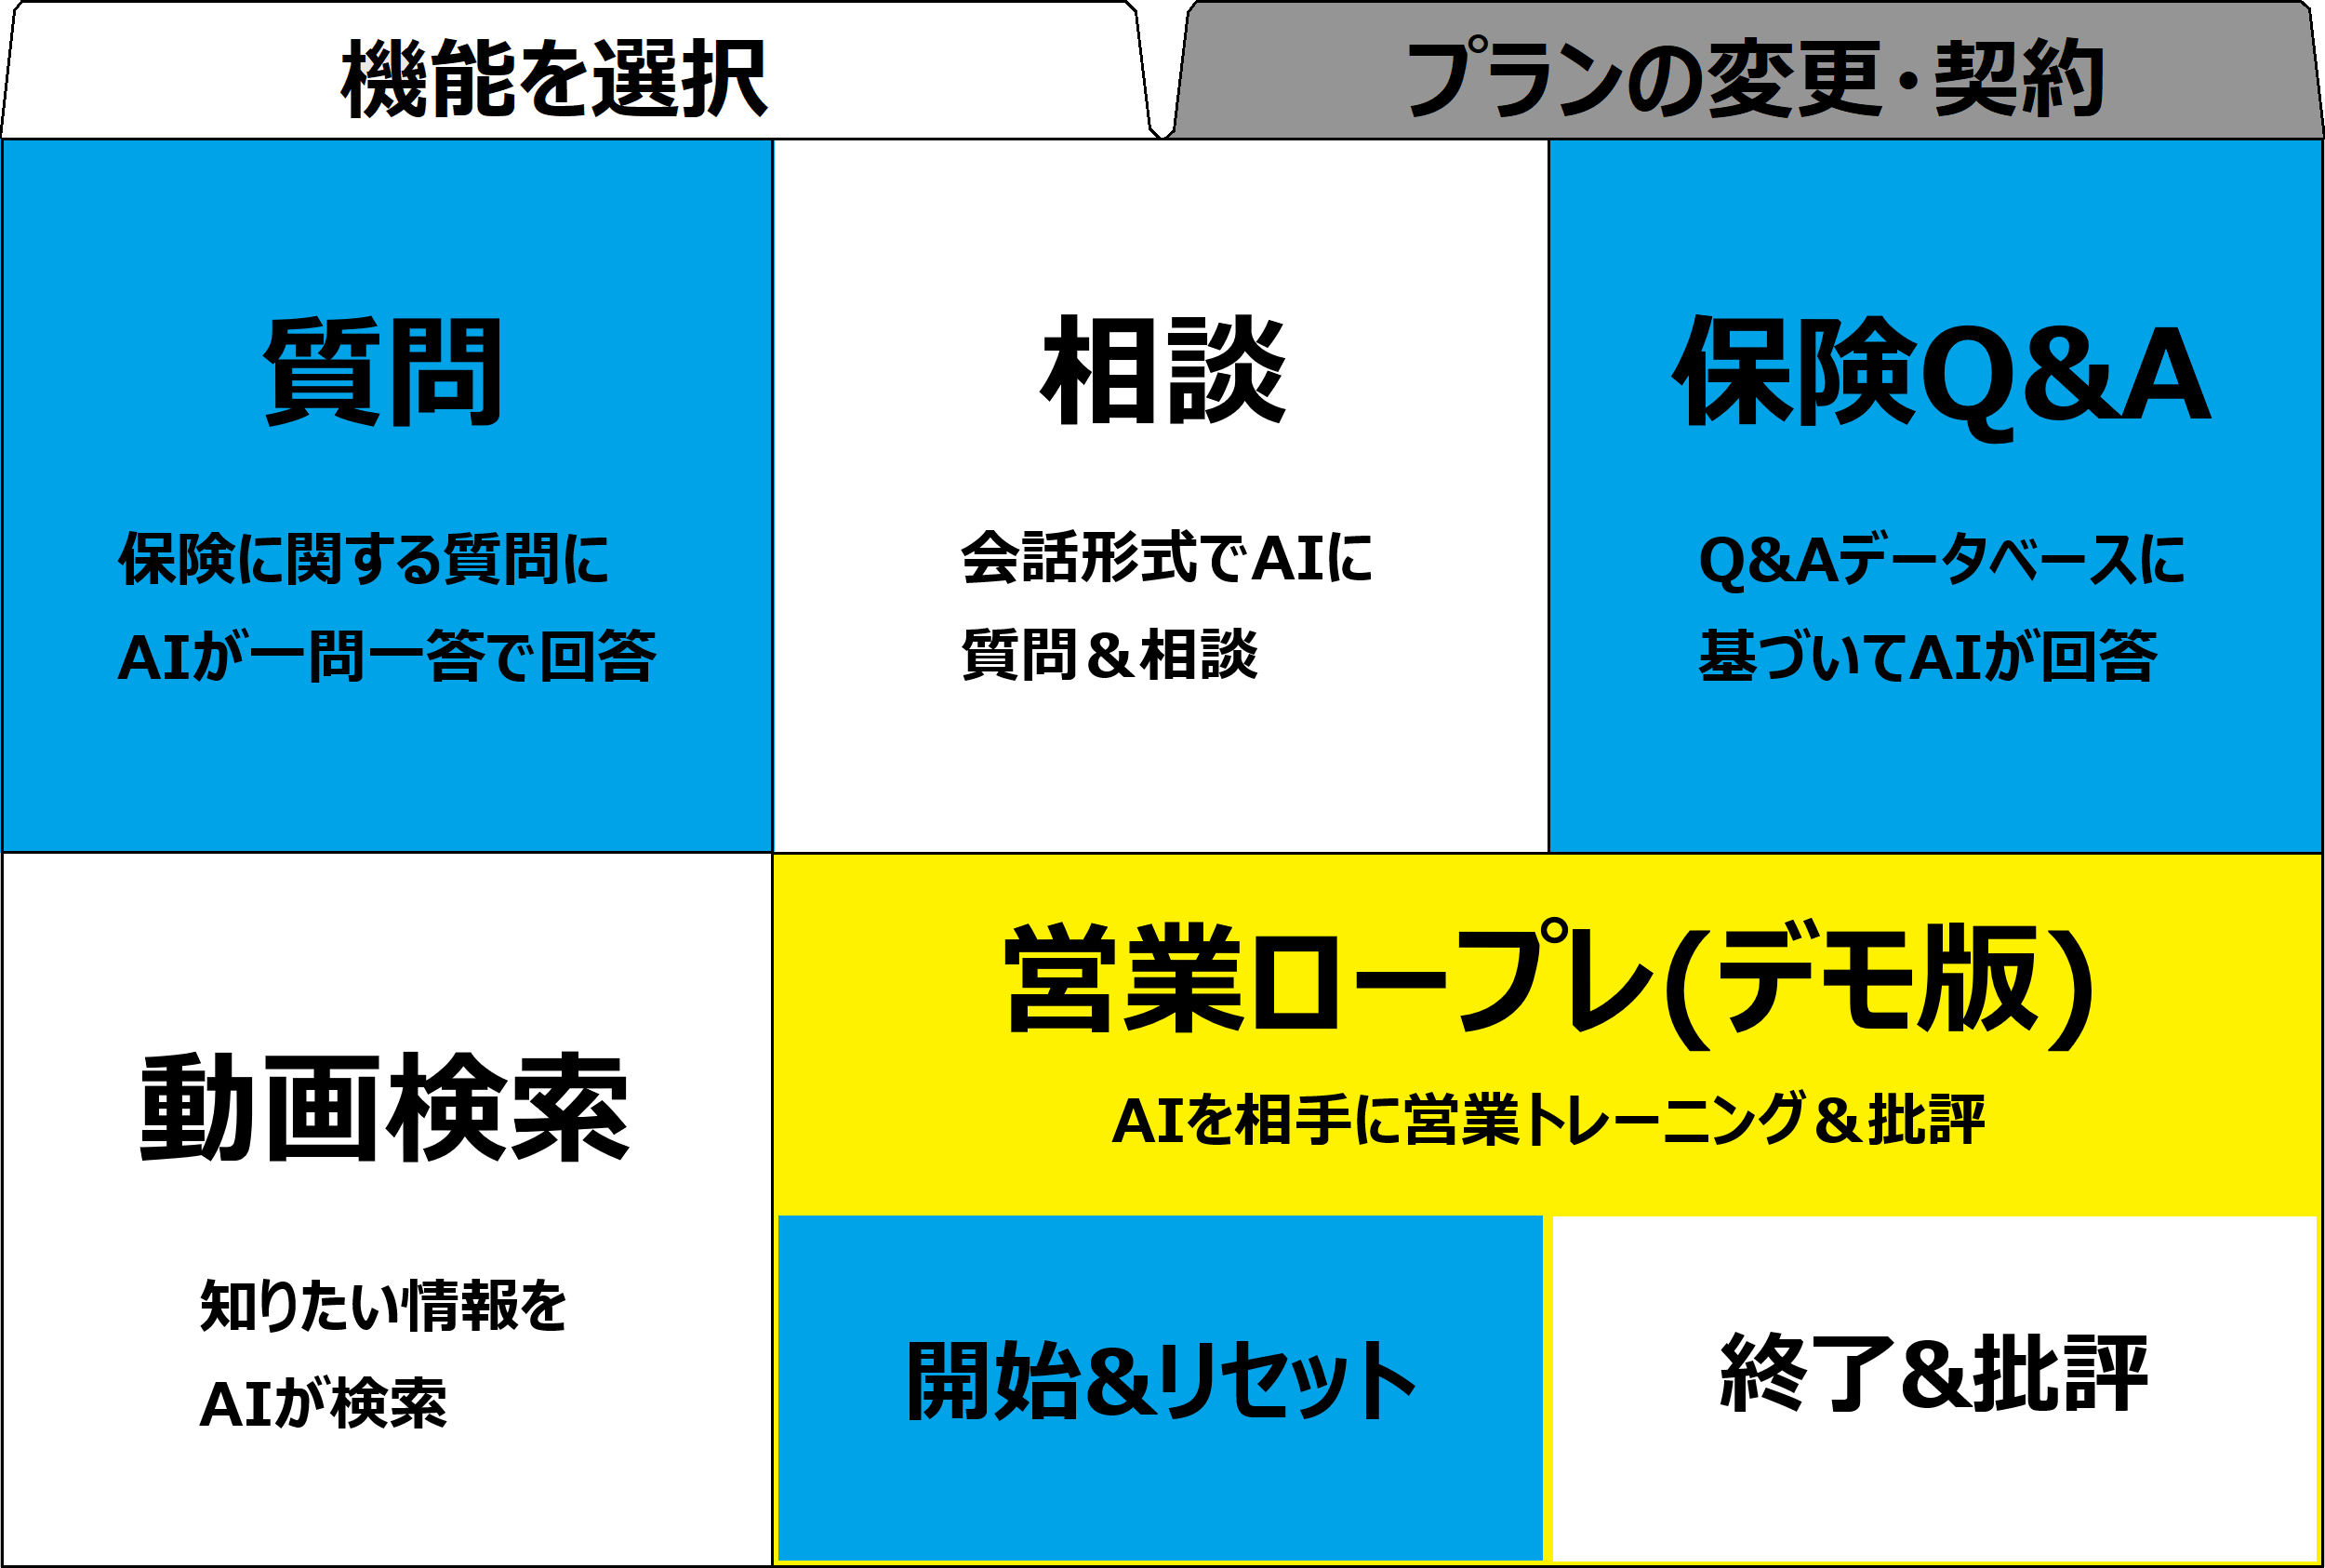 機能を選択
プランの変更・契約
質問
保険に関する質問に
AIが一問一答で回答
相談
会話形式でAIに
質問＆相談
保険Q&A
Q&Aデータベースに
基づいてAIが回答
動画検索
知りたい情報を
AIが検索
営業ロープレ(デモ版)
AIを相手に営業トレーニング＆批評
開始&リセット
終了&批評